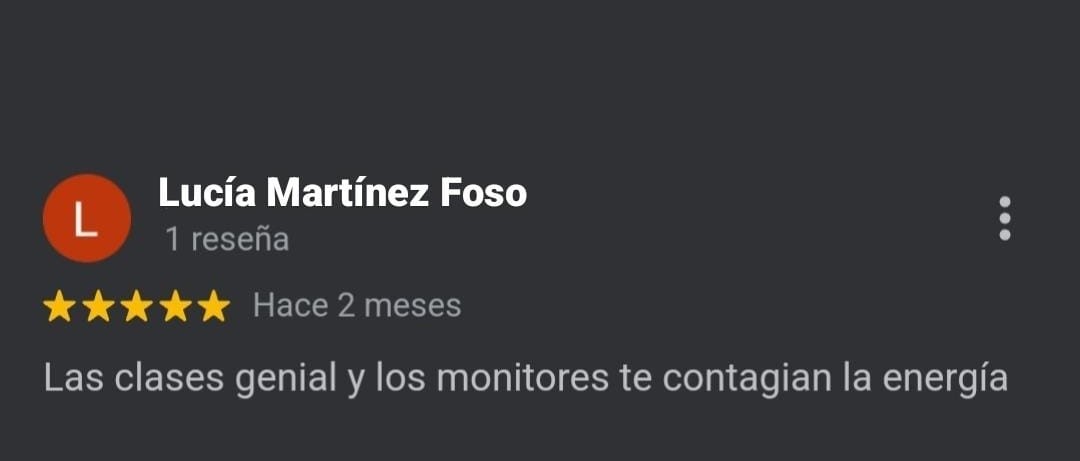 L
Lucía Martínez Foso
1 reseña
Hace 2 meses
Las clases genial y los monitores te contagian la energía